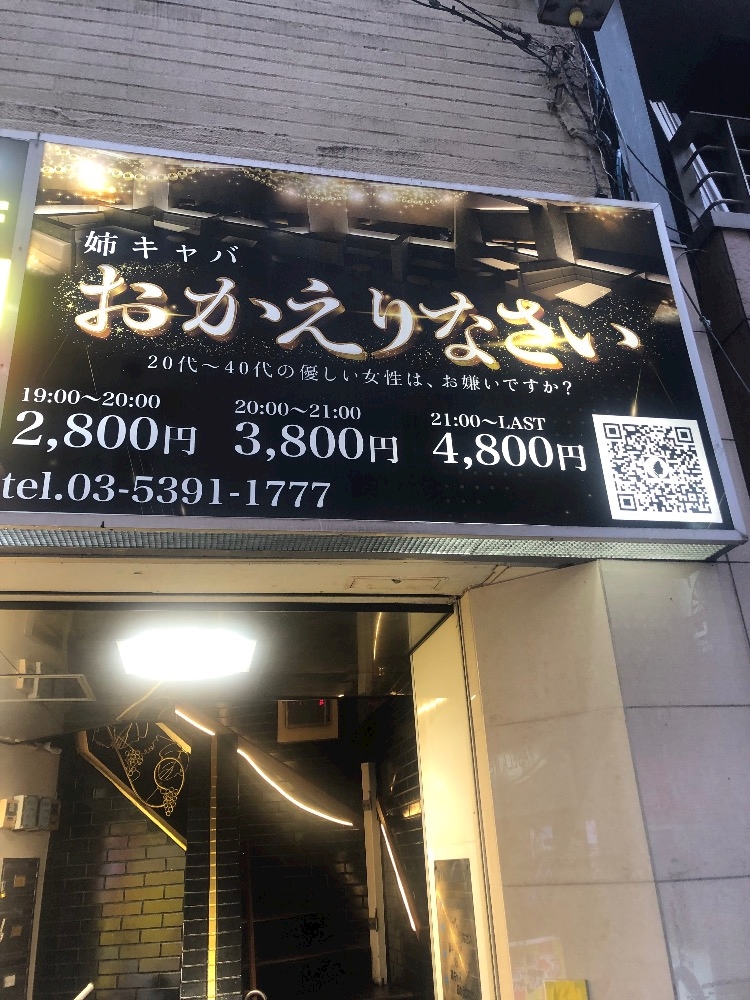 姉キャバ
おかえりなさい
20代～40代の優しい女性は、お嫌いですか?
19:00～20:00 20:00～21:00 21:00～LAST
2,800円 3,800円 4,800円
tel.03-5391-1777